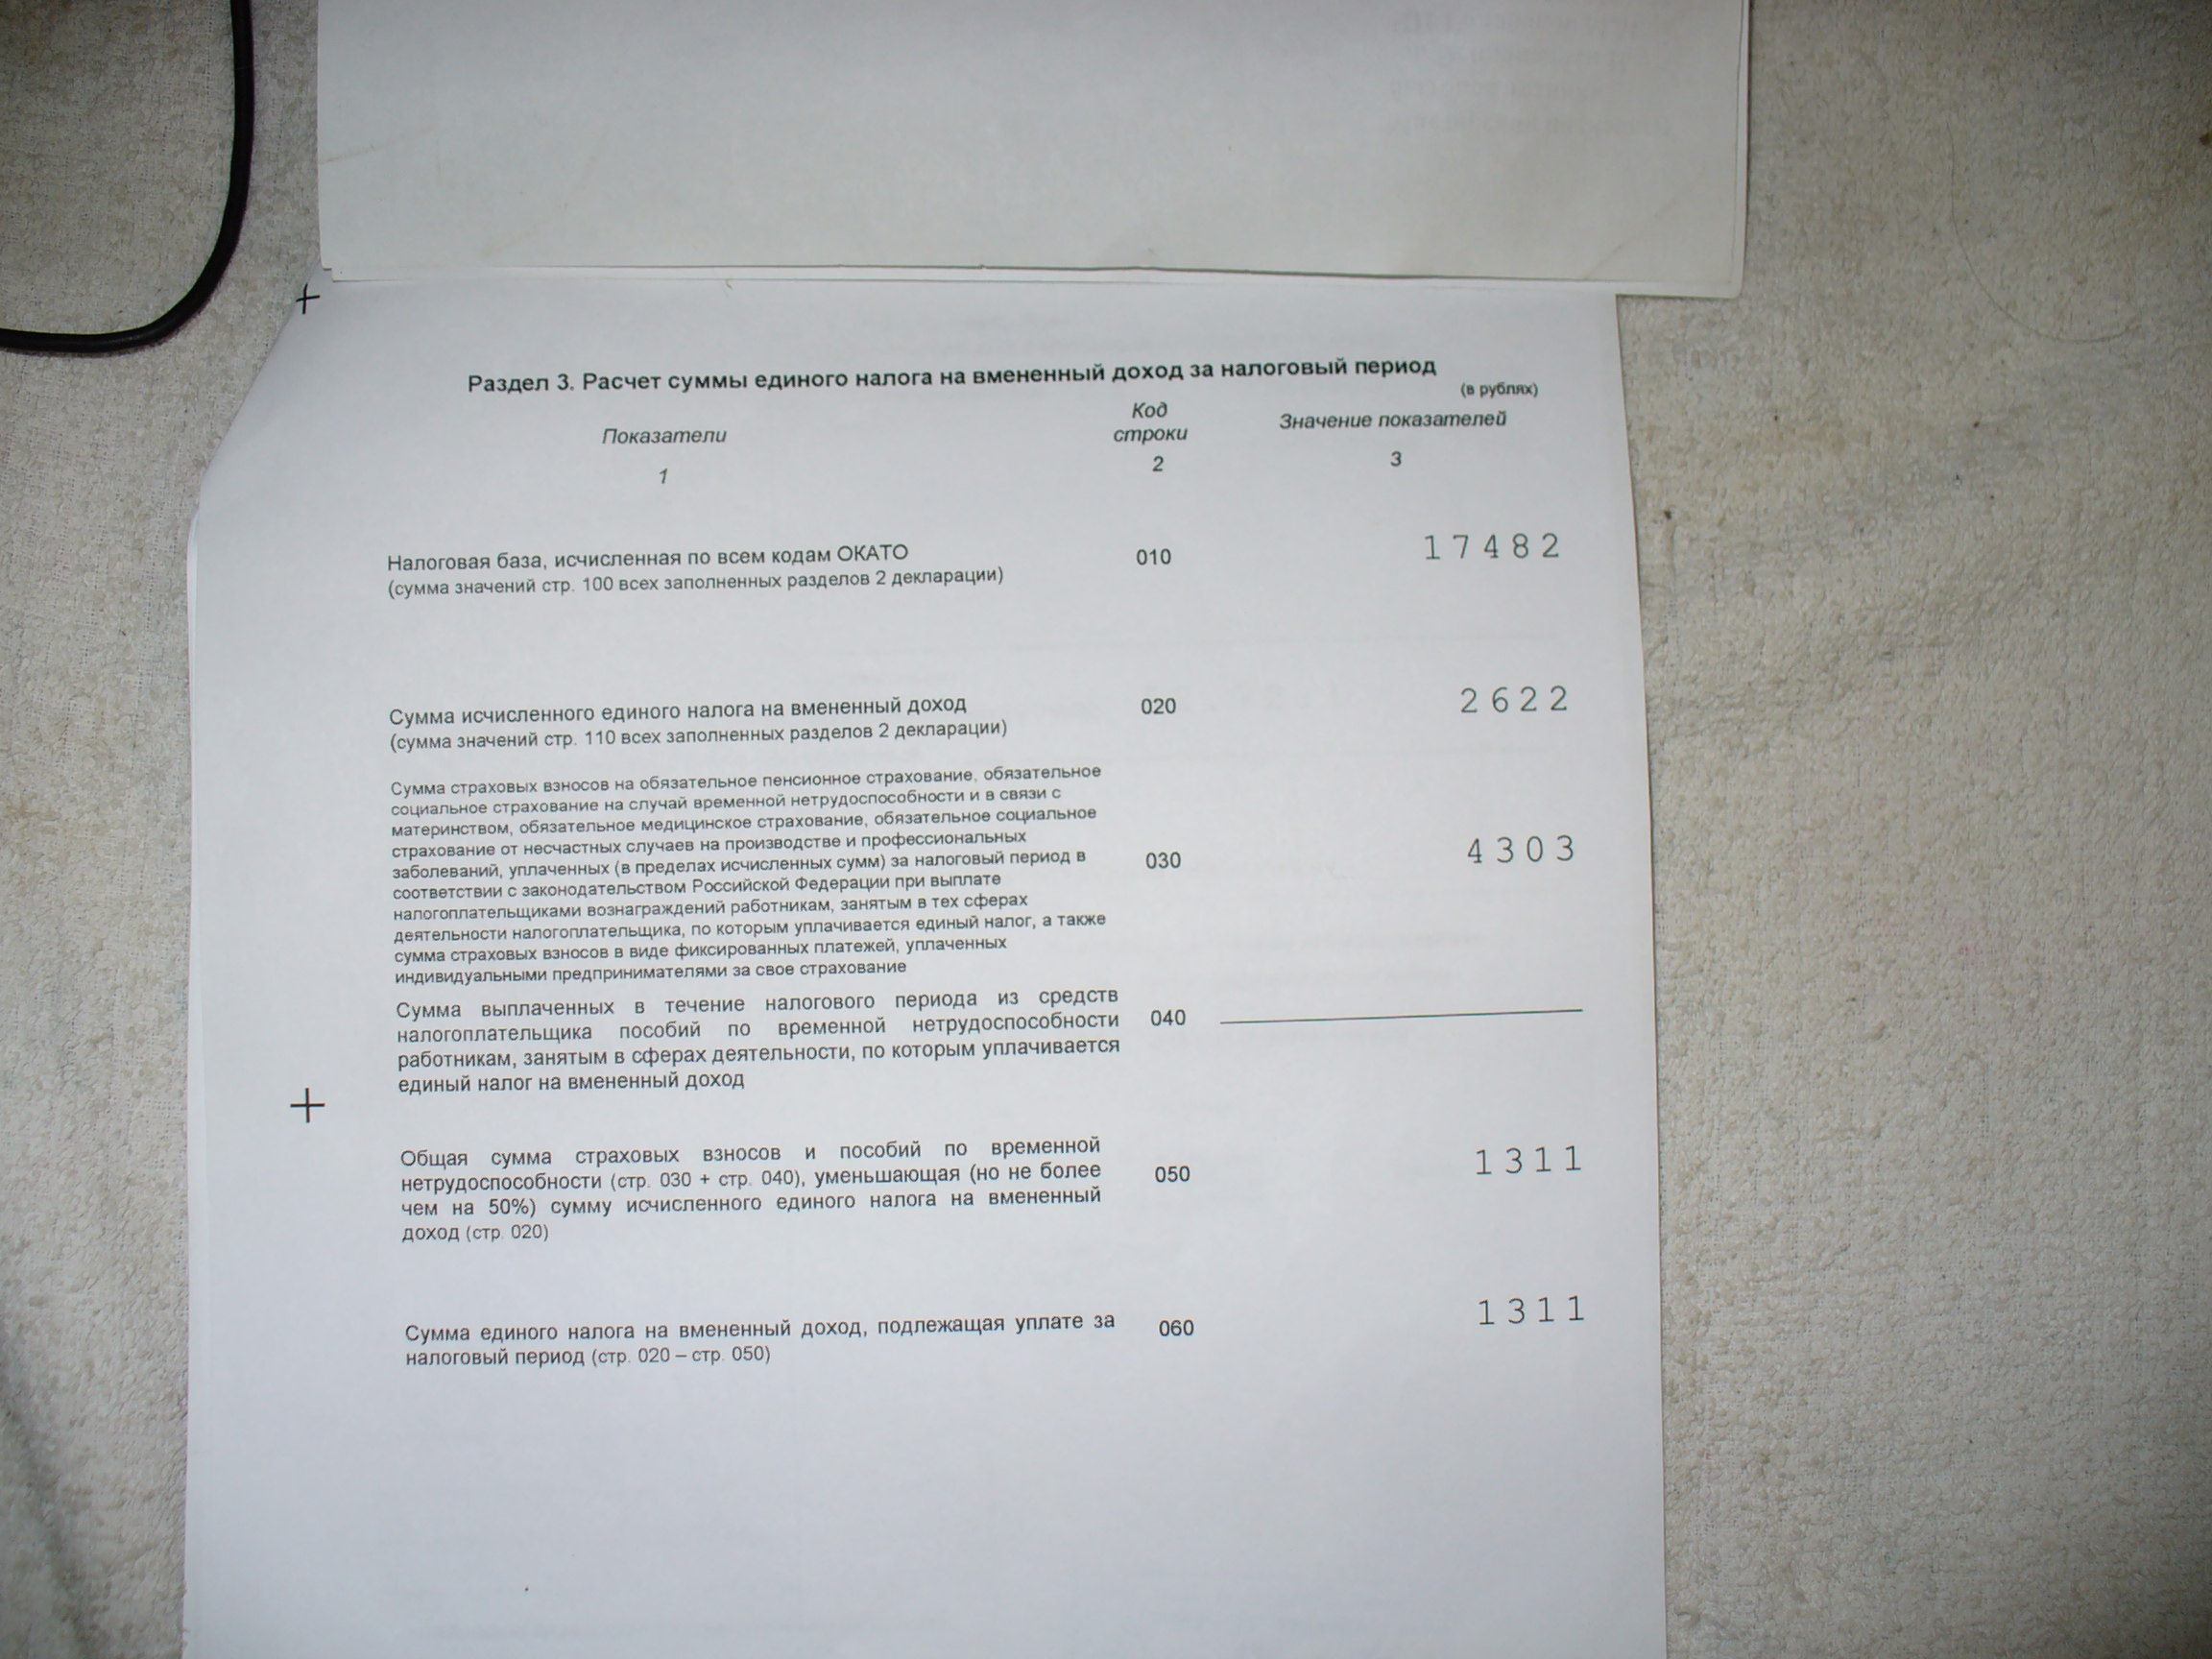 Раздел 3. Расчет суммы единого налога на вмененный доход за налоговый период
(в рублях)
Показатели
Код строки
Значение показателей
1
2
3
Налоговая база, исчисленная по всем кодам ОКАТО
010
17482
(сумма значений стр. 100 всех заполненных разделов 2 декларации)
Сумма исчисленного единого налога на вмененный доход
020
2622
(сумма значений стр. 110 всех заполненных разделов 2 декларации)
Сумма страховых взносов на обязательное пенсионное страхование, обязательное
социальное страхование на случай временной нетрудоспособности и в связи с
материнством, обязательное медицинское страхование, обязательное социальное
страхование от несчастных случаев на производстве и профессиональных
заболеваний, уплаченных (в пределах исчисленных сумм) за налоговый период в
соответствии с законодательством Российской Федерации при выплате
налогоплательщиками вознаграждений работникам, занятым в тех сферах
деятельности налогоплательщика, по которым уплачивается единый налог, а также
сумма страховых взносов в виде фиксированных платежей, уплаченных
индивидуальными предпринимателями за свое страхование
030
4303
Сумма выплаченных в течение налогового периода из средств
налогоплательщика пособий по временной нетрудоспособности
работникам, занятым в сферах деятельности, по которым уплачивается
единый налог на вмененный доход
040
Общая сумма страховых взносов и пособий по временной
нетрудоспособности (стр. 030 + стр. 040), уменьшающая (но не более
чем на 50%) сумму исчисленного единого налога на вмененный
доход (стр. 020)
050
1311
Сумма единого налога на вмененный доход, подлежащая уплате за
налоговый период (стр. 020 – стр. 050)
060
1311